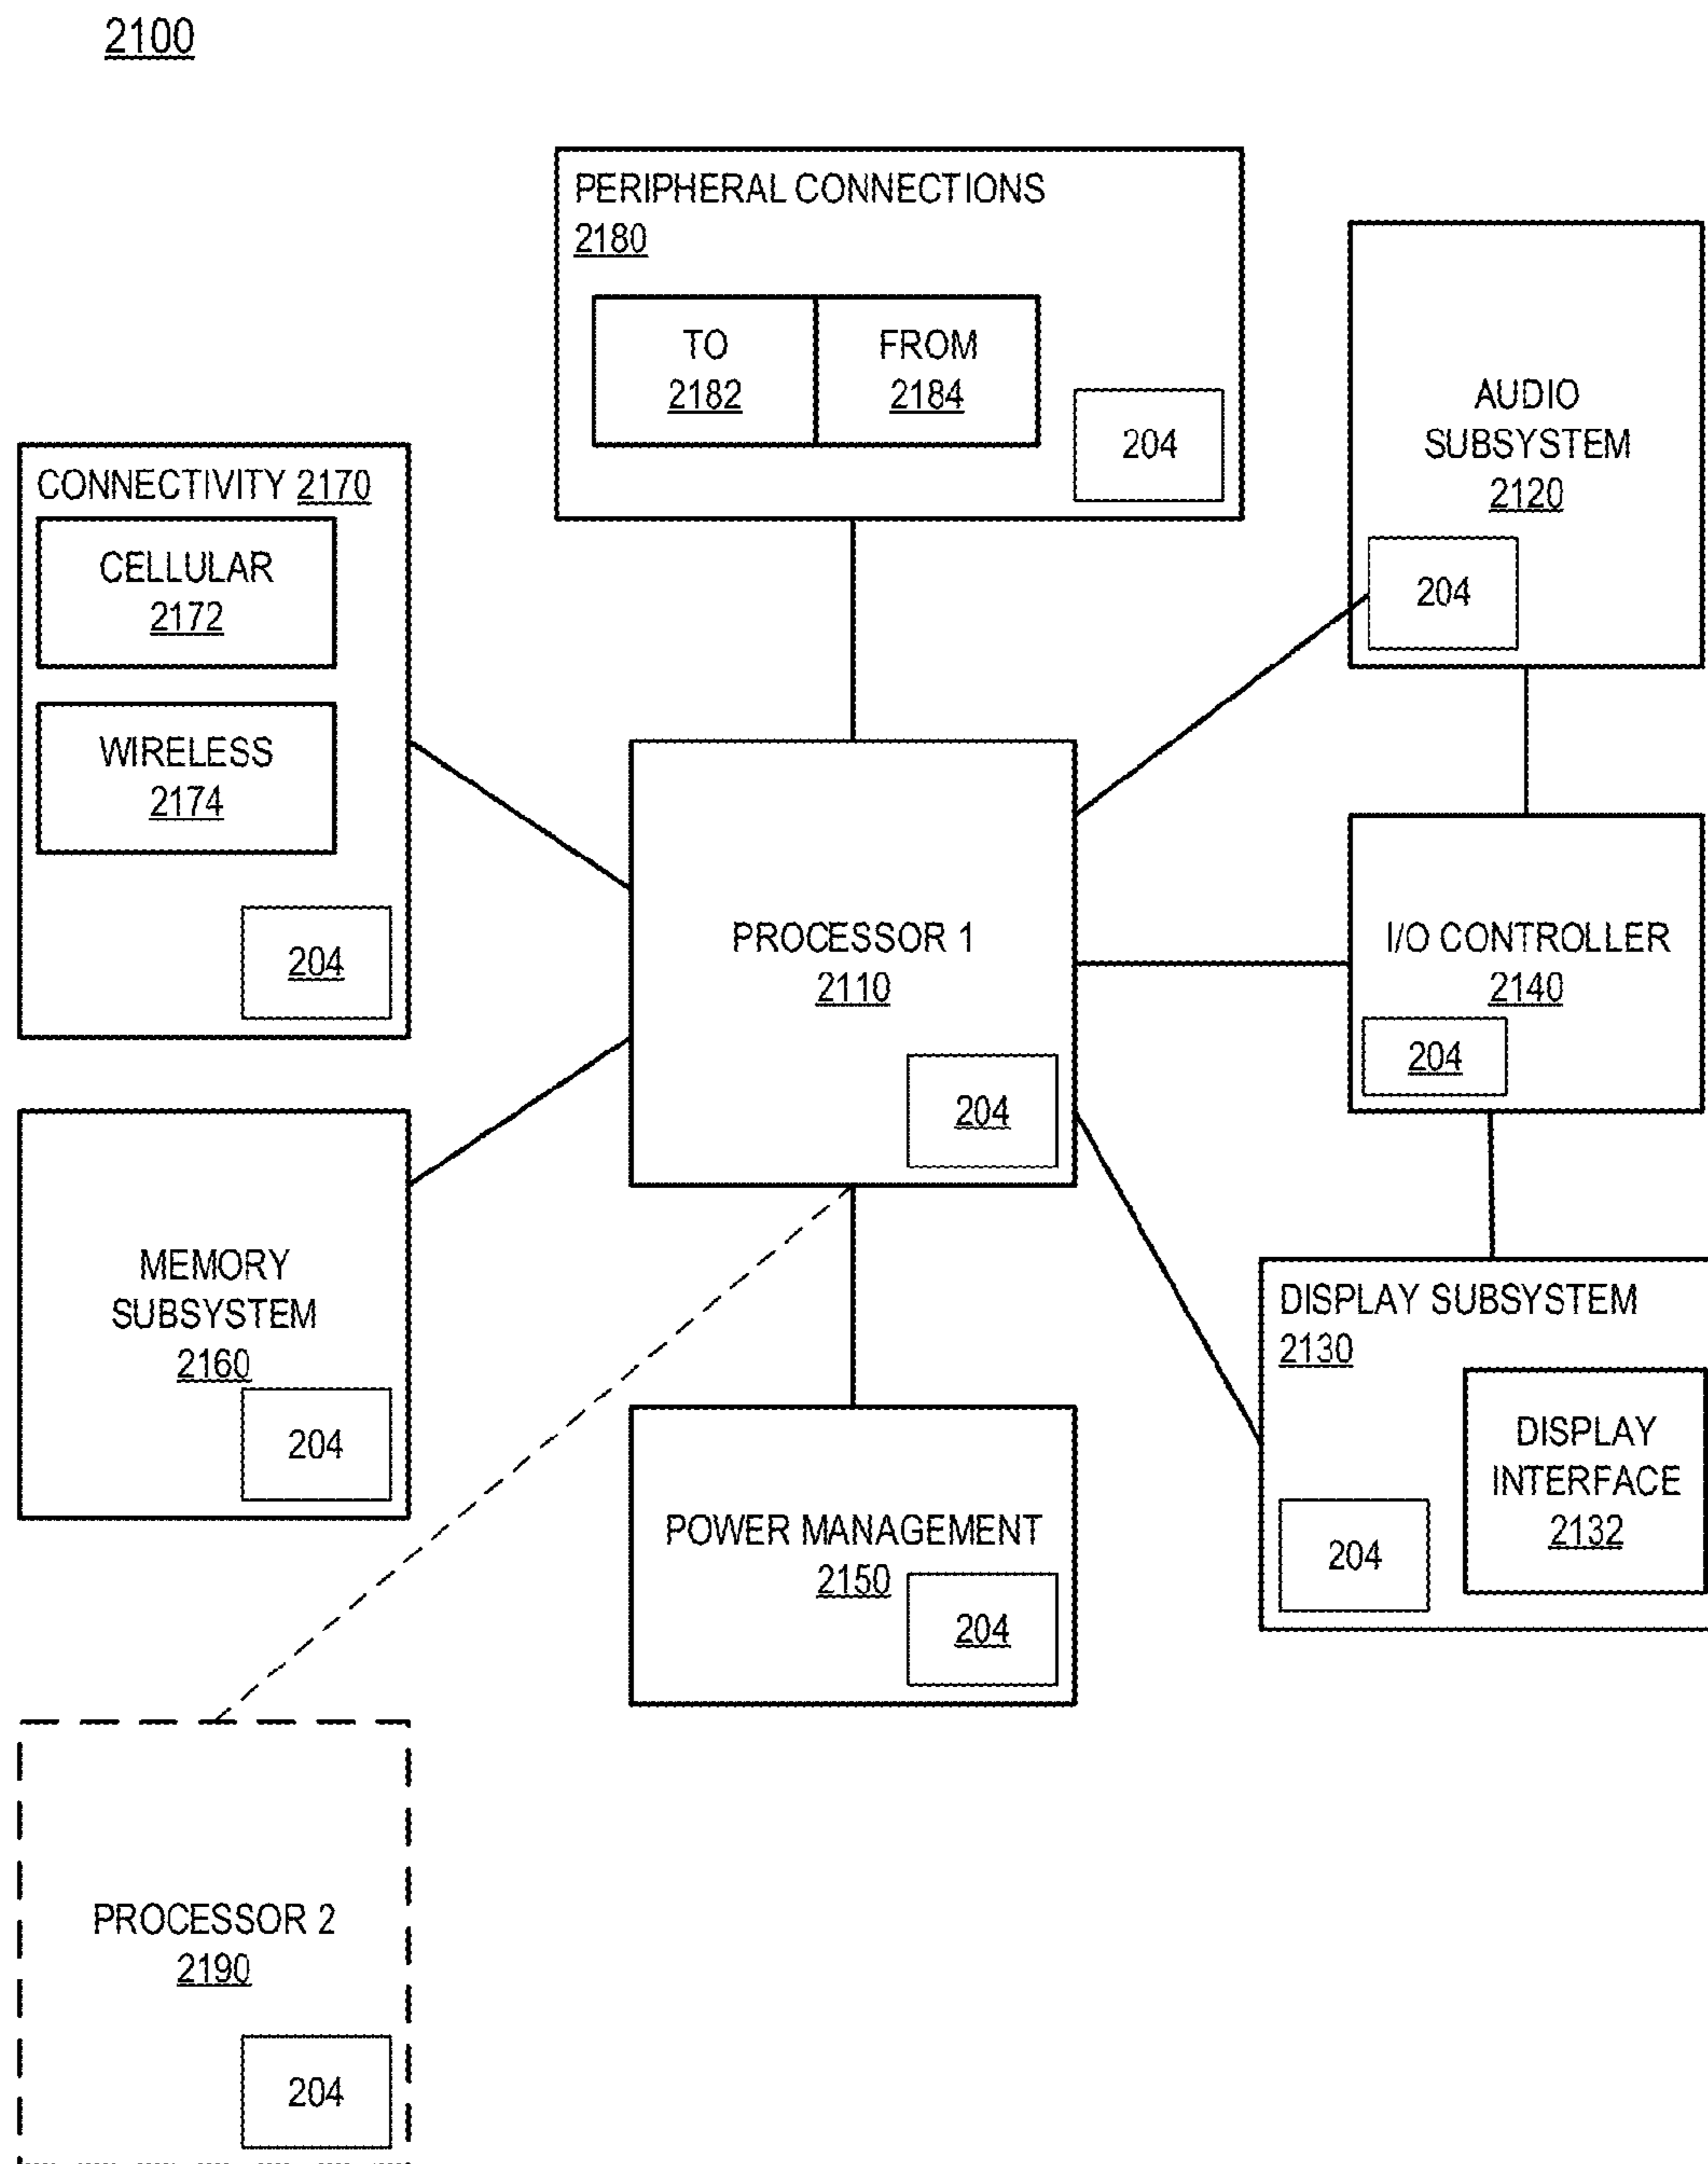 2100
PERIPHERAL CONNECTIONS
2180
TO
2182
FROM
2184
204
AUDIO
SUBSYSTEM
2120
204
CONNECTIVITY 2170
CELLULAR
2172
WIRELESS
2174
204
PROCESSOR 1
2110
204
I/O CONTROLLER
2140
204
MEMORY
SUBSYSTEM
2160
204
DISPLAY SUBSYSTEM
2130
DISPLAY
INTERFACE
2132
204
POWER MANAGEMENT
2150
204
PROCESSOR 2
2190
204